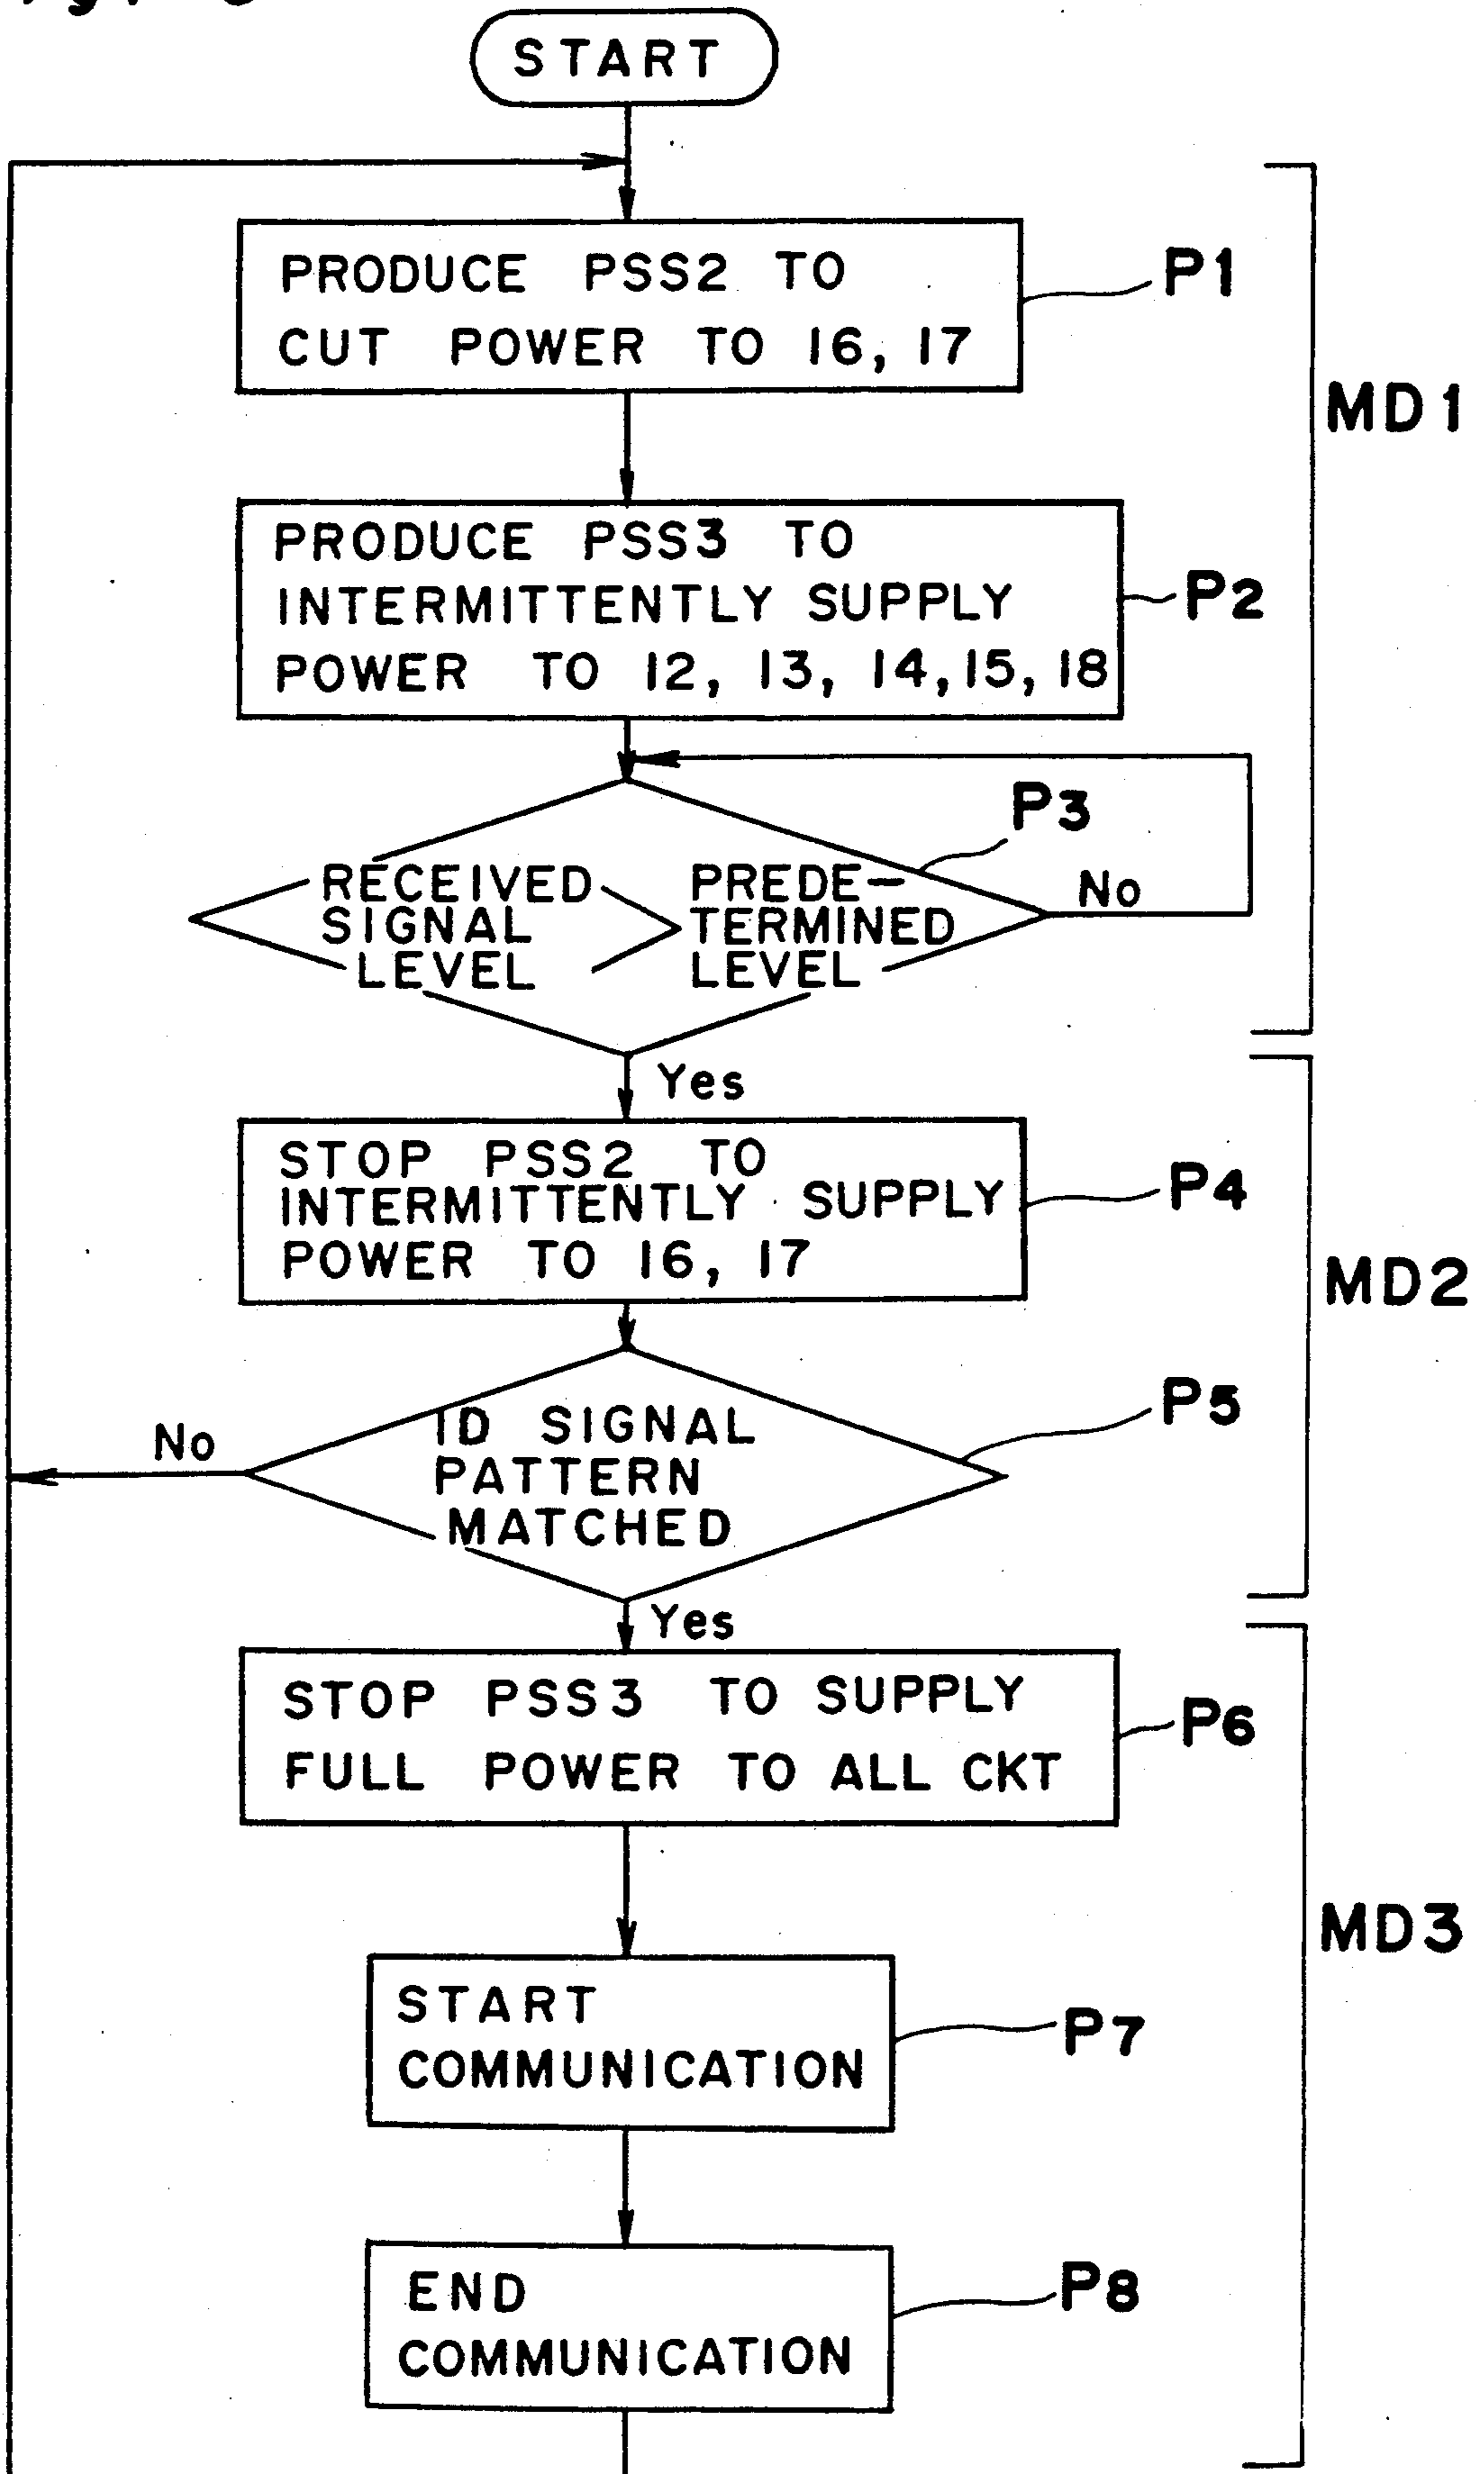 START
PRODUCE PSS2 TO
CUT POWER TO 16, 17
P1
MD1
PRODUCE PSS3 TO
INTERMITTENTLY SUPPLY
POWER TO 12, 13, 14, 15, 18
P2
P3
RECEIVED
SIGNAL
LEVEL
>
PREDE-
TERMINED
LEVEL
No
Yes
STOP PSS2 TO
INTERMITTENTLY SUPPLY
POWER TO 16, 17
P4
MD2
ID SIGNAL
PATTERN
MATCHED
P5
No
Yes
STOP PSS3 TO SUPPLY
FULL POWER TO ALL CKT
P6
MD3
START
COMMUNICATION
P7
END
COMMUNICATION
P8